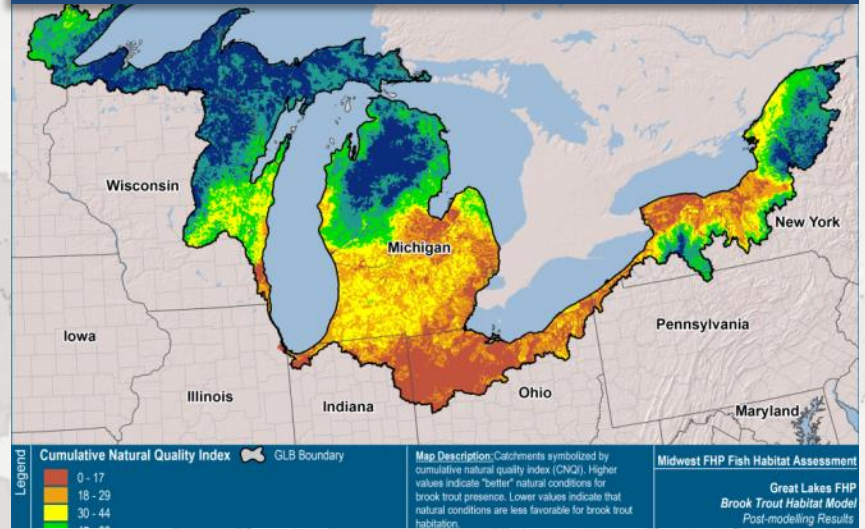 Wisconsin
Michigan
New York
Iowa
Pennsylvania
Illinois
Indiana
Ohio
Maryland
Legend
Cumulative Natural Quality Index
GLB Boundary
0 - 17
18 - 29
30 - 44
Map Description: Catchments symbolized by
cumulative natural quality index (CNQI). Higher
values indicate "better" natural conditions for
brook trout presence. Lower values indicate that
natural conditions are less favorable for brook trout
habitation.
Midwest FHP Fish Habitat Assessment
Great Lakes FHP
Brook Trout Habitat Model
Post-modelling Results